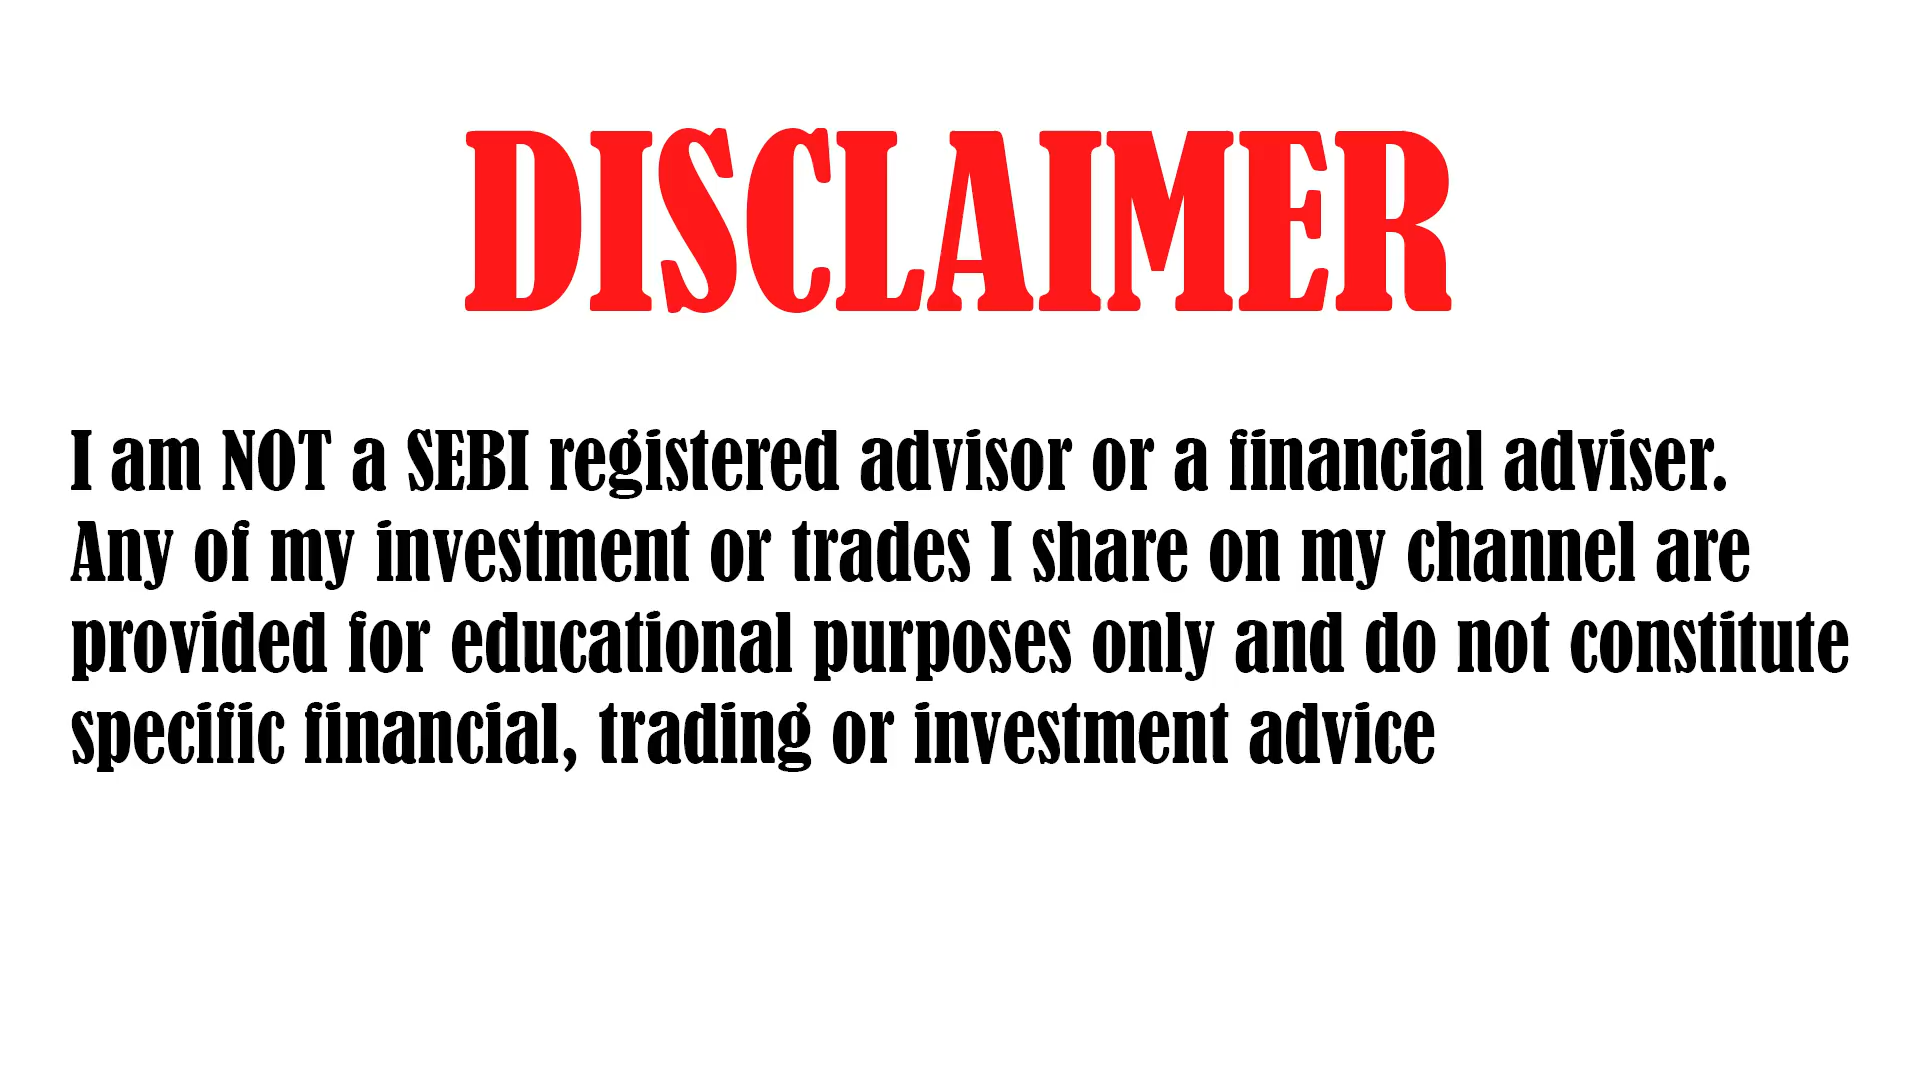 DISCLAIMER
I am NOT a SEBI registered advisor or a financial adviser.
Any of my investment or trades I share on my channel are
provided for educational purposes only and do not constitute
specific financial, trading or investment advice